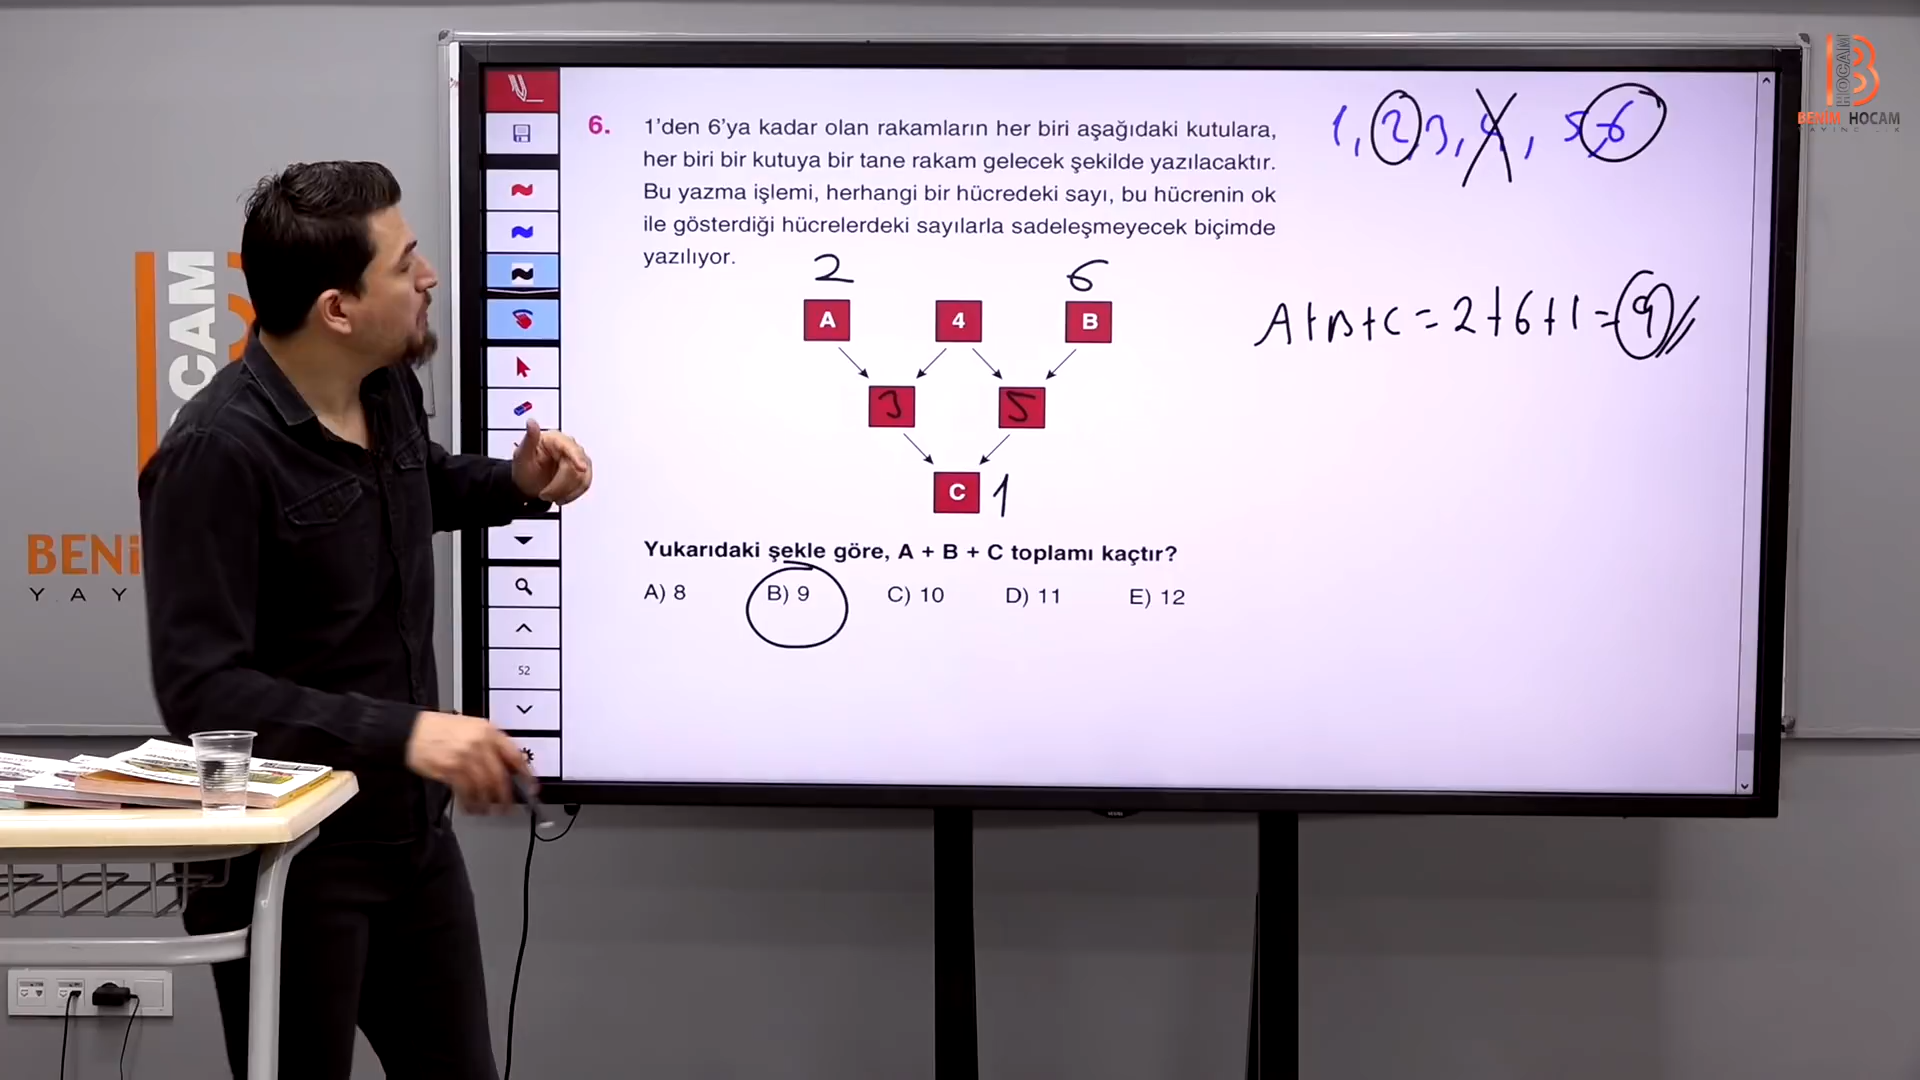 6. 1’den 6’ya kadar olan rakamların her biri aşağıdaki kutulara,
her biri bir kutuya bir tane rakam gelecek şekilde yazılacaktır.
Bu yazma işlemi, herhangi bir hücredeki sayı, bu hücrenin ok
ile gösterdiği hücrelerdeki sayılarla sadeleşmeyecek biçimde
yazılıyor.
1, 2, 3, 4, 5, 6
2 6
A 4 B
3 5
C 1
A+B+C = 2+6+1 = 9
Yukarıdaki şekle göre, A + B + C toplamı kaçtır?
A) 8 B) 9 C) 10 D) 11 E) 12
52
HOCAM
B
BENİM HOCAM
CAM
BENİ
Y A Y